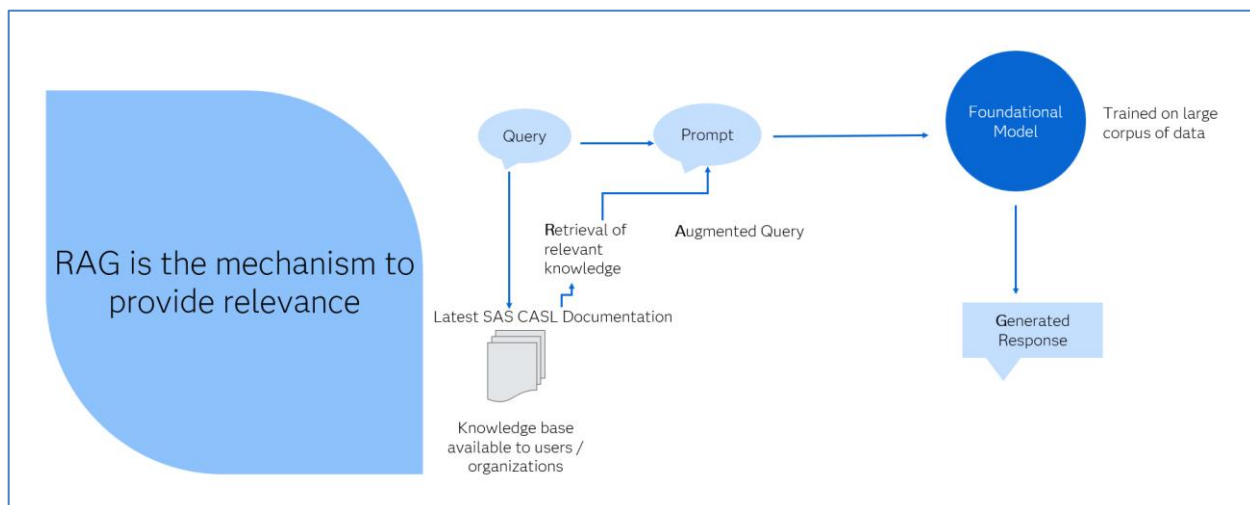 RAG is the mechanism to
provide relevance
Query
Prompt
Foundational
Model
Trained on large
corpus of data
Retrieval of
relevant
knowledge
Augmented Query
Latest SAS CASL Documentation
Knowledge base
available to users /
organizations
Generated
Response